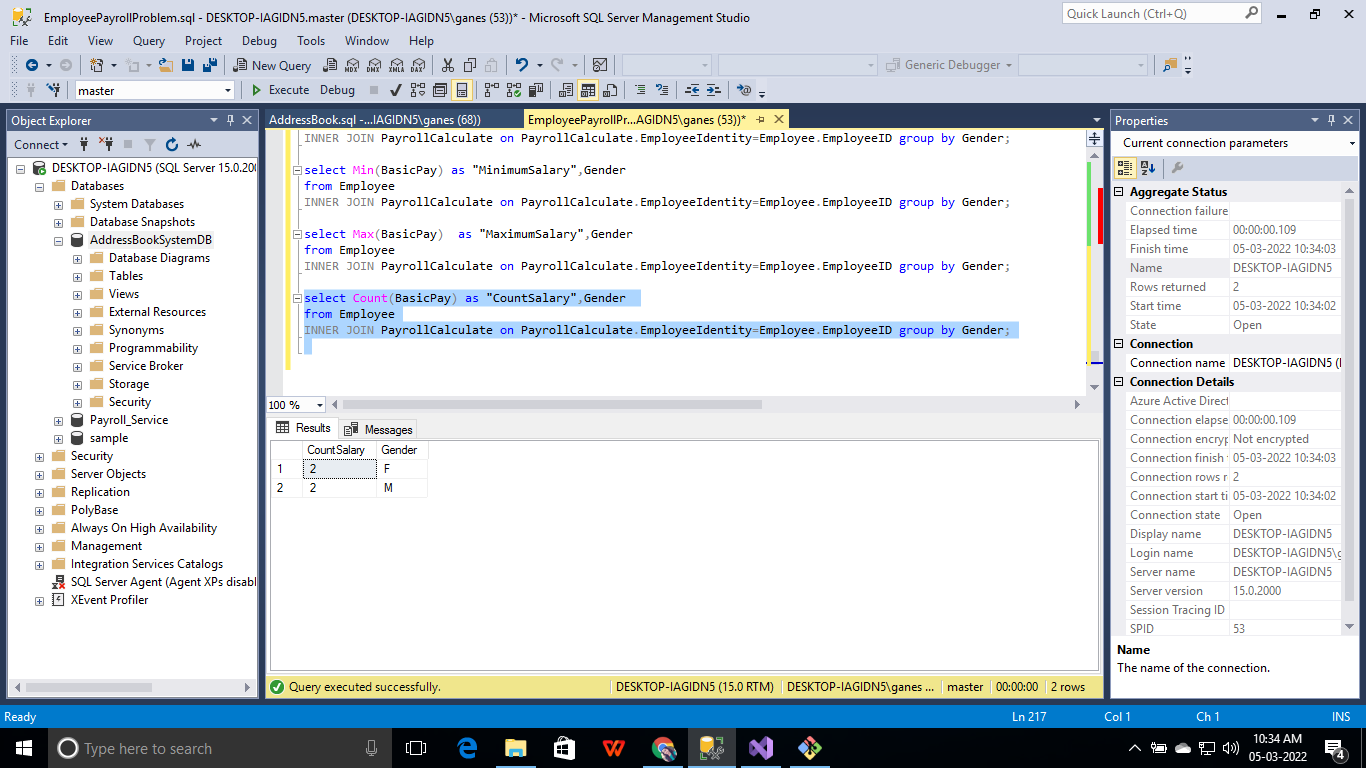 EmployeePayrollProblem.sql - DESKTOP-IAGIDN5.master (DESKTOP-IAGIDN5\ganes (53))* - Microsoft SQL Server Management Studio
Quick Launch (Ctrl+Q)
File Edit View Query Project Debug Tools Window Help
New Query MDX DMX XMLA DAX Generic Debugger
master Execute Debug
Object Explorer
Connect
DESKTOP-IAGIDN5 (SQL Server 15.0.200
Databases
System Databases
Database Snapshots
AddressBookSystemDB
Database Diagrams
Tables
Views
External Resources
Synonyms
Programmability
Service Broker
Storage
Security
Payroll_Service
sample
Security
Server Objects
Replication
PolyBase
Always On High Availability
Management
Integration Services Catalogs
SQL Server Agent (Agent XPs disabl
XEvent Profiler
AddressBook.sql -...IAGIDN5\ganes (68))
EmployeePayrollPr...AGIDN5\ganes (53))*
INNER JOIN PayrollCalculate on PayrollCalculate.EmployeeIdentity=Employee.EmployeeID group by Gender;
select Min(BasicPay) as "MinimumSalary",Gender
from Employee
INNER JOIN PayrollCalculate on PayrollCalculate.EmployeeIdentity=Employee.EmployeeID group by Gender;
select Max(BasicPay)  as "MaximumSalary",Gender
from Employee
INNER JOIN PayrollCalculate on PayrollCalculate.EmployeeIdentity=Employee.EmployeeID group by Gender;
select Count(BasicPay) as "CountSalary",Gender
from Employee
INNER JOIN PayrollCalculate on PayrollCalculate.EmployeeIdentity=Employee.EmployeeID group by Gender;
100 %
Results Messages
CountSalary Gender
1 2 F
2 2 M
Query executed successfully. DESKTOP-IAGIDN5 (15.0 RTM) DESKTOP-IAGIDN5\ganes ... master 00:00:00 2 rows
Properties
Current connection parameters
Aggregate Status
Connection failure
Elapsed time 00:00:00.109
Finish time 05-03-2022 10:34:03
Name DESKTOP-IAGIDN5
Rows returned 2
Start time 05-03-2022 10:34:02
State Open
Connection
Connection name DESKTOP-IAGIDN5 (
Connection Details
Azure Active Direct
Connection elapse 00:00:00.109
Connection encryp Not encrypted
Connection finish 05-03-2022 10:34:03
Connection rows r 2
Connection start ti 05-03-2022 10:34:02
Connection state Open
Display name DESKTOP-IAGIDN5
Login name DESKTOP-IAGIDN5\g
Server name DESKTOP-IAGIDN5
Server version 15.0.2000
Session Tracing ID
SPID 53
Name
The name of the connection.
Ready Ln 217 Col 1 Ch 1 INS
Type here to search
10:34 AM
05-03-2022
4